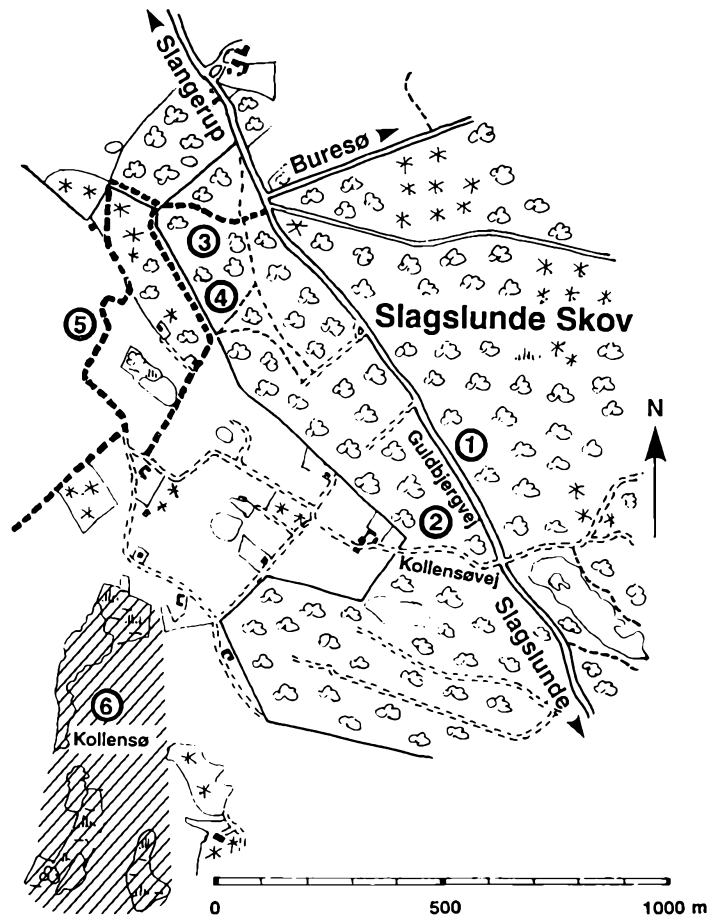 Slangerup
Buresø
3
4
5
Slagslunde Skov
N
1
Guldbjergvej
2
Kollensøvej
Slagslunde
6
Kollensø
0 500 1000 m